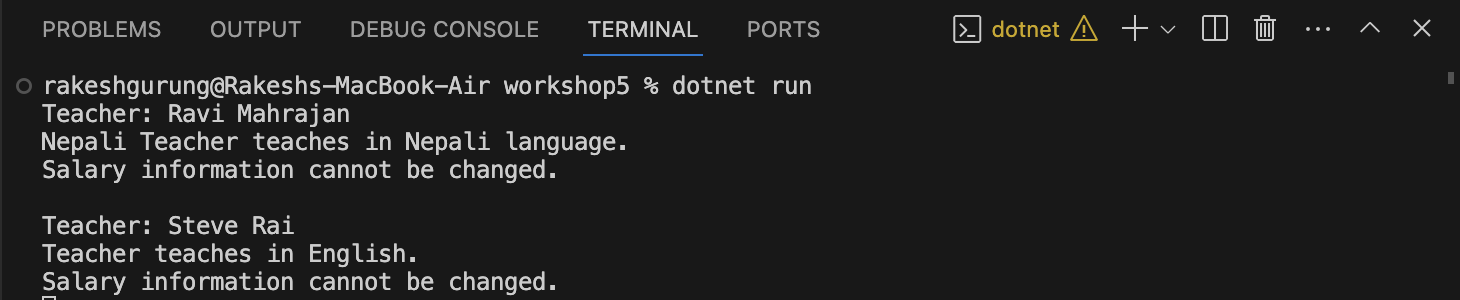 PROBLEMS OUTPUT DEBUG CONSOLE TERMINAL PORTS dotnet
rakeshgurung@Rakeshs-MacBook-Air workshop5 % dotnet run
Teacher: Ravi Mahrajan
Nepali Teacher teaches in Nepali language.
Salary information cannot be changed.

Teacher: Steve Rai
Teacher teaches in English.
Salary information cannot be changed.